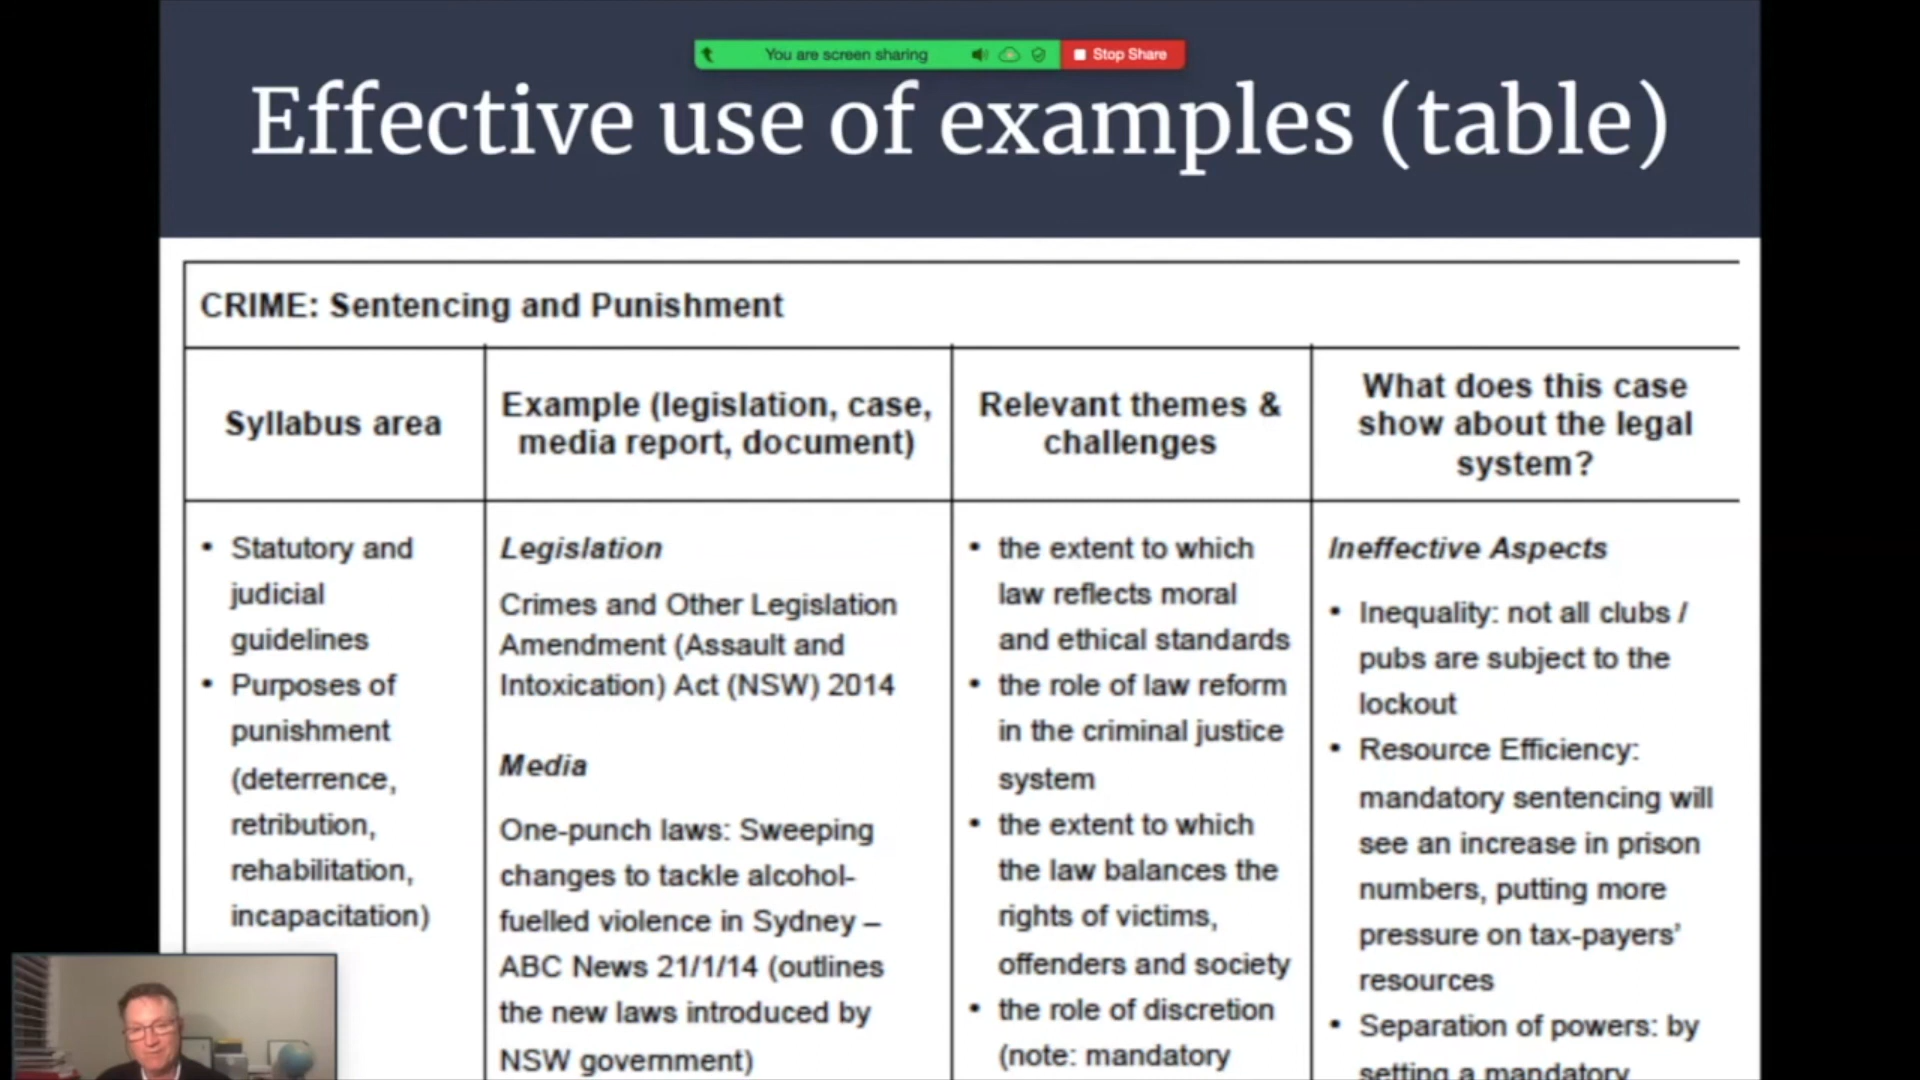 You are screen sharing
Stop Share
Effective use of examples (table)
CRIME: Sentencing and Punishment
Syllabus area
Example (legislation, case,
media report, document)
Relevant themes &
challenges
What does this case
show about the legal
system?
• Statutory and
judicial
guidelines
• Purposes of
punishment
(deterrence,
retribution,
rehabilitation,
incapacitation)
Legislation
Crimes and Other Legislation
Amendment (Assault and
Intoxication) Act (NSW) 2014
Media
One-punch laws: Sweeping
changes to tackle alcohol-
fuelled violence in Sydney –
ABC News 21/1/14 (outlines
the new laws introduced by
NSW government)
• the extent to which
law reflects moral
and ethical standards
• the role of law reform
in the criminal justice
system
• the extent to which
the law balances the
rights of victims,
offenders and society
• the role of discretion
(note: mandatory
Ineffective Aspects
• Inequality: not all clubs /
pubs are subject to the
lockout
• Resource Efficiency:
mandatory sentencing will
see an increase in prison
numbers, putting more
pressure on tax-payers’
resources
• Separation of powers: by
setting a mandatory